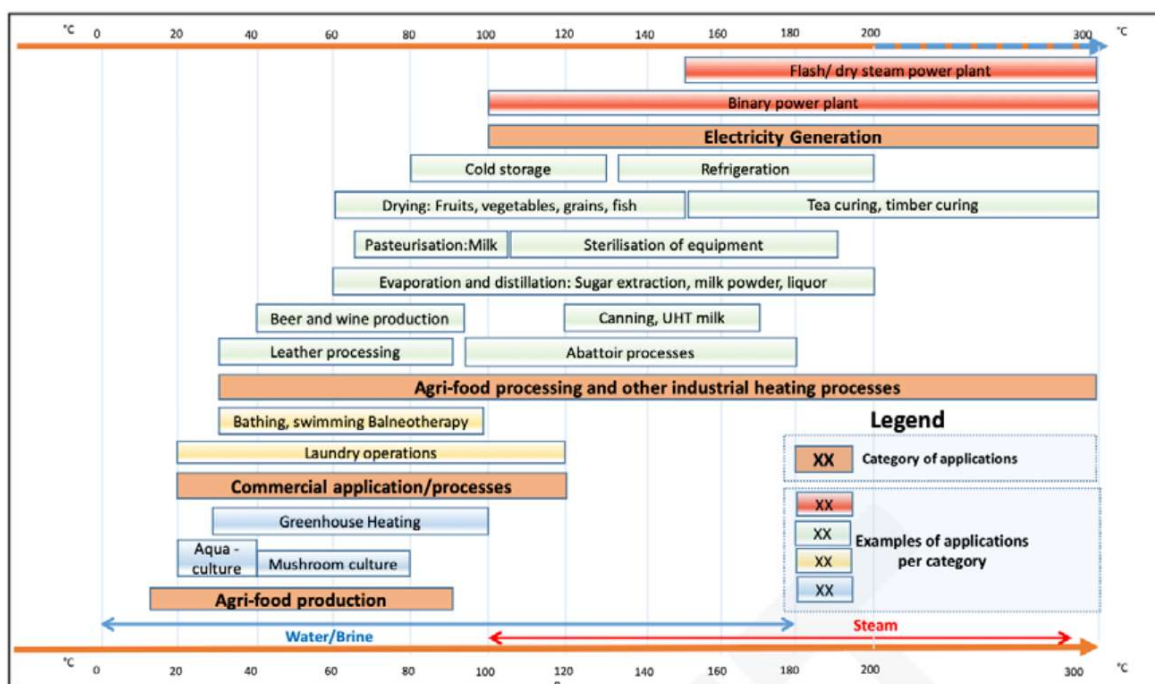 °C 0 20 40 60 80 100 120 140 160 180 200 300 °C
Flash/ dry steam power plant
Binary power plant
Electricity Generation
Cold storage
Refrigeration
Drying: Fruits, vegetables, grains, fish
Tea curing, timber curing
Pasteurisation:Milk
Sterilisation of equipment
Evaporation and distillation: Sugar extraction, milk powder, liquor
Beer and wine production
Canning, UHT milk
Leather processing
Abattoir processes
Agri-food processing and other industrial heating processes
Bathing, swimming Balneotherapy
Laundry operations
Commercial application/processes
Greenhouse Heating
Aqua -
culture
Mushroom culture
Agri-food production
Legend
XX
Category of applications
XX
XX
XX
XX
Examples of applications
per category
Water/Brine
Steam
°C 0 20 40 60 80 100 120 140 160 180 200 300 °C